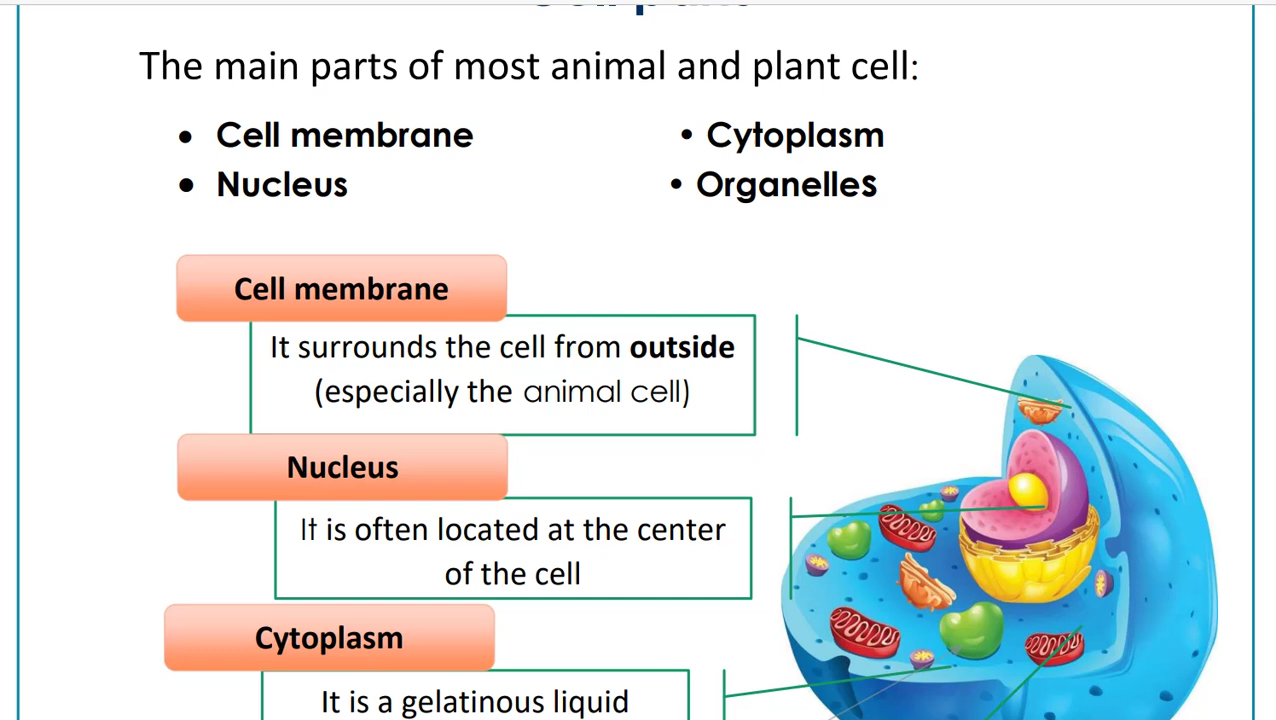 The main parts of most animal and plant cell:
• Cell membrane • Cytoplasm
• Nucleus • Organelles
Cell membrane
It surrounds the cell from outside
(especially the animal cell)
Nucleus
It is often located at the center
of the cell
Cytoplasm
It is a gelatinous liquid